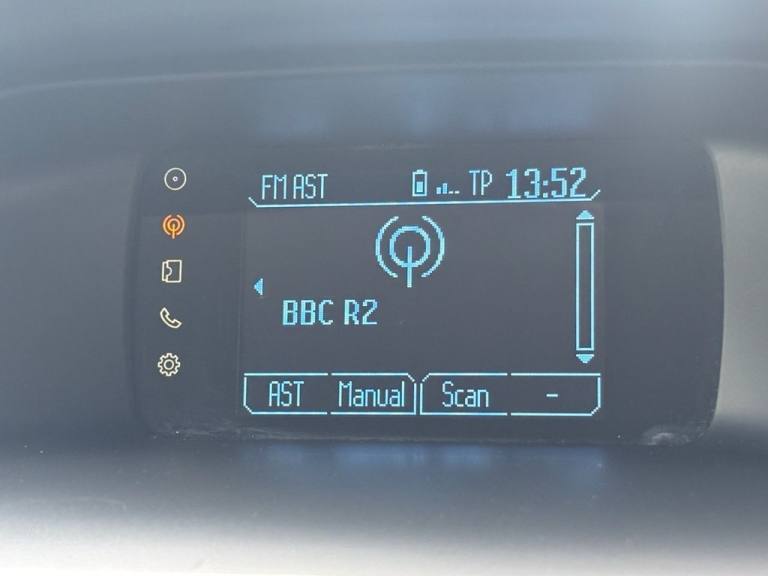 FM AST TP 13:52
BBC R2
AST Manual Scan -